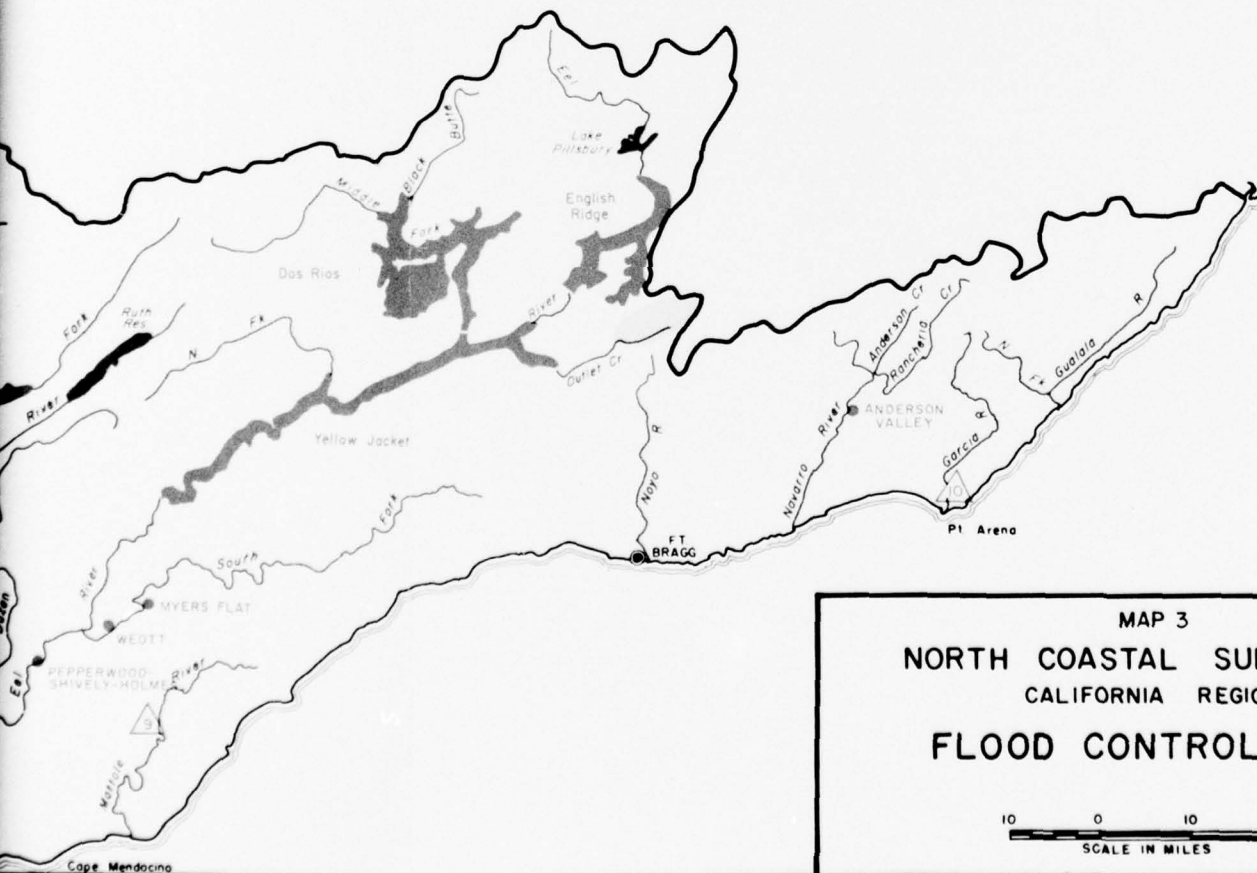 Eel
Butte
Black
Lake
Pillsbury
Middle
Fork
English
Ridge
Dos Rios
Fork
Ruth
Res.
N
Fk
River
River
Outlet Cr
Yellow Jacket
Anderson
Cr
Rancheria
Cr
N
Fk
Gualala
R
River
ANDERSON
VALLEY
Garcia
R
Navarro
10
Pt. Arena
Noyo
R
FT.
BRAGG
Fork
South
River
MYERS FLAT
WEOTT
PEPPERWOOD-
SHIVELY-HOLME
River
Eel
9
Mattole
Cape Mendocino
MAP 3
NORTH COASTAL SU
CALIFORNIA REGIO
FLOOD CONTROL
10 0 10
SCALE IN MILES